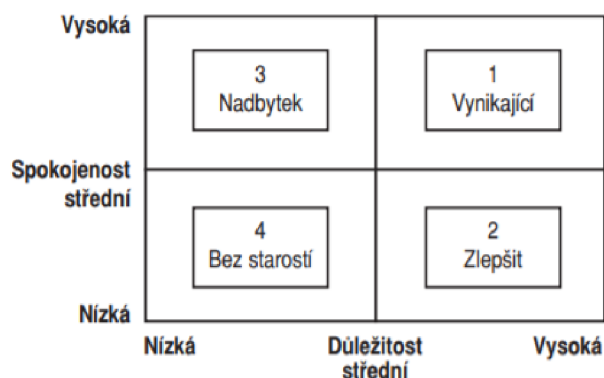 Vysoká
3
Nadbytek
1
Vynikající
Spokojenost
střední
4
Bez starostí
2
Zlepšit
Nízká
Nízká
Důležitost
střední
Vysoká